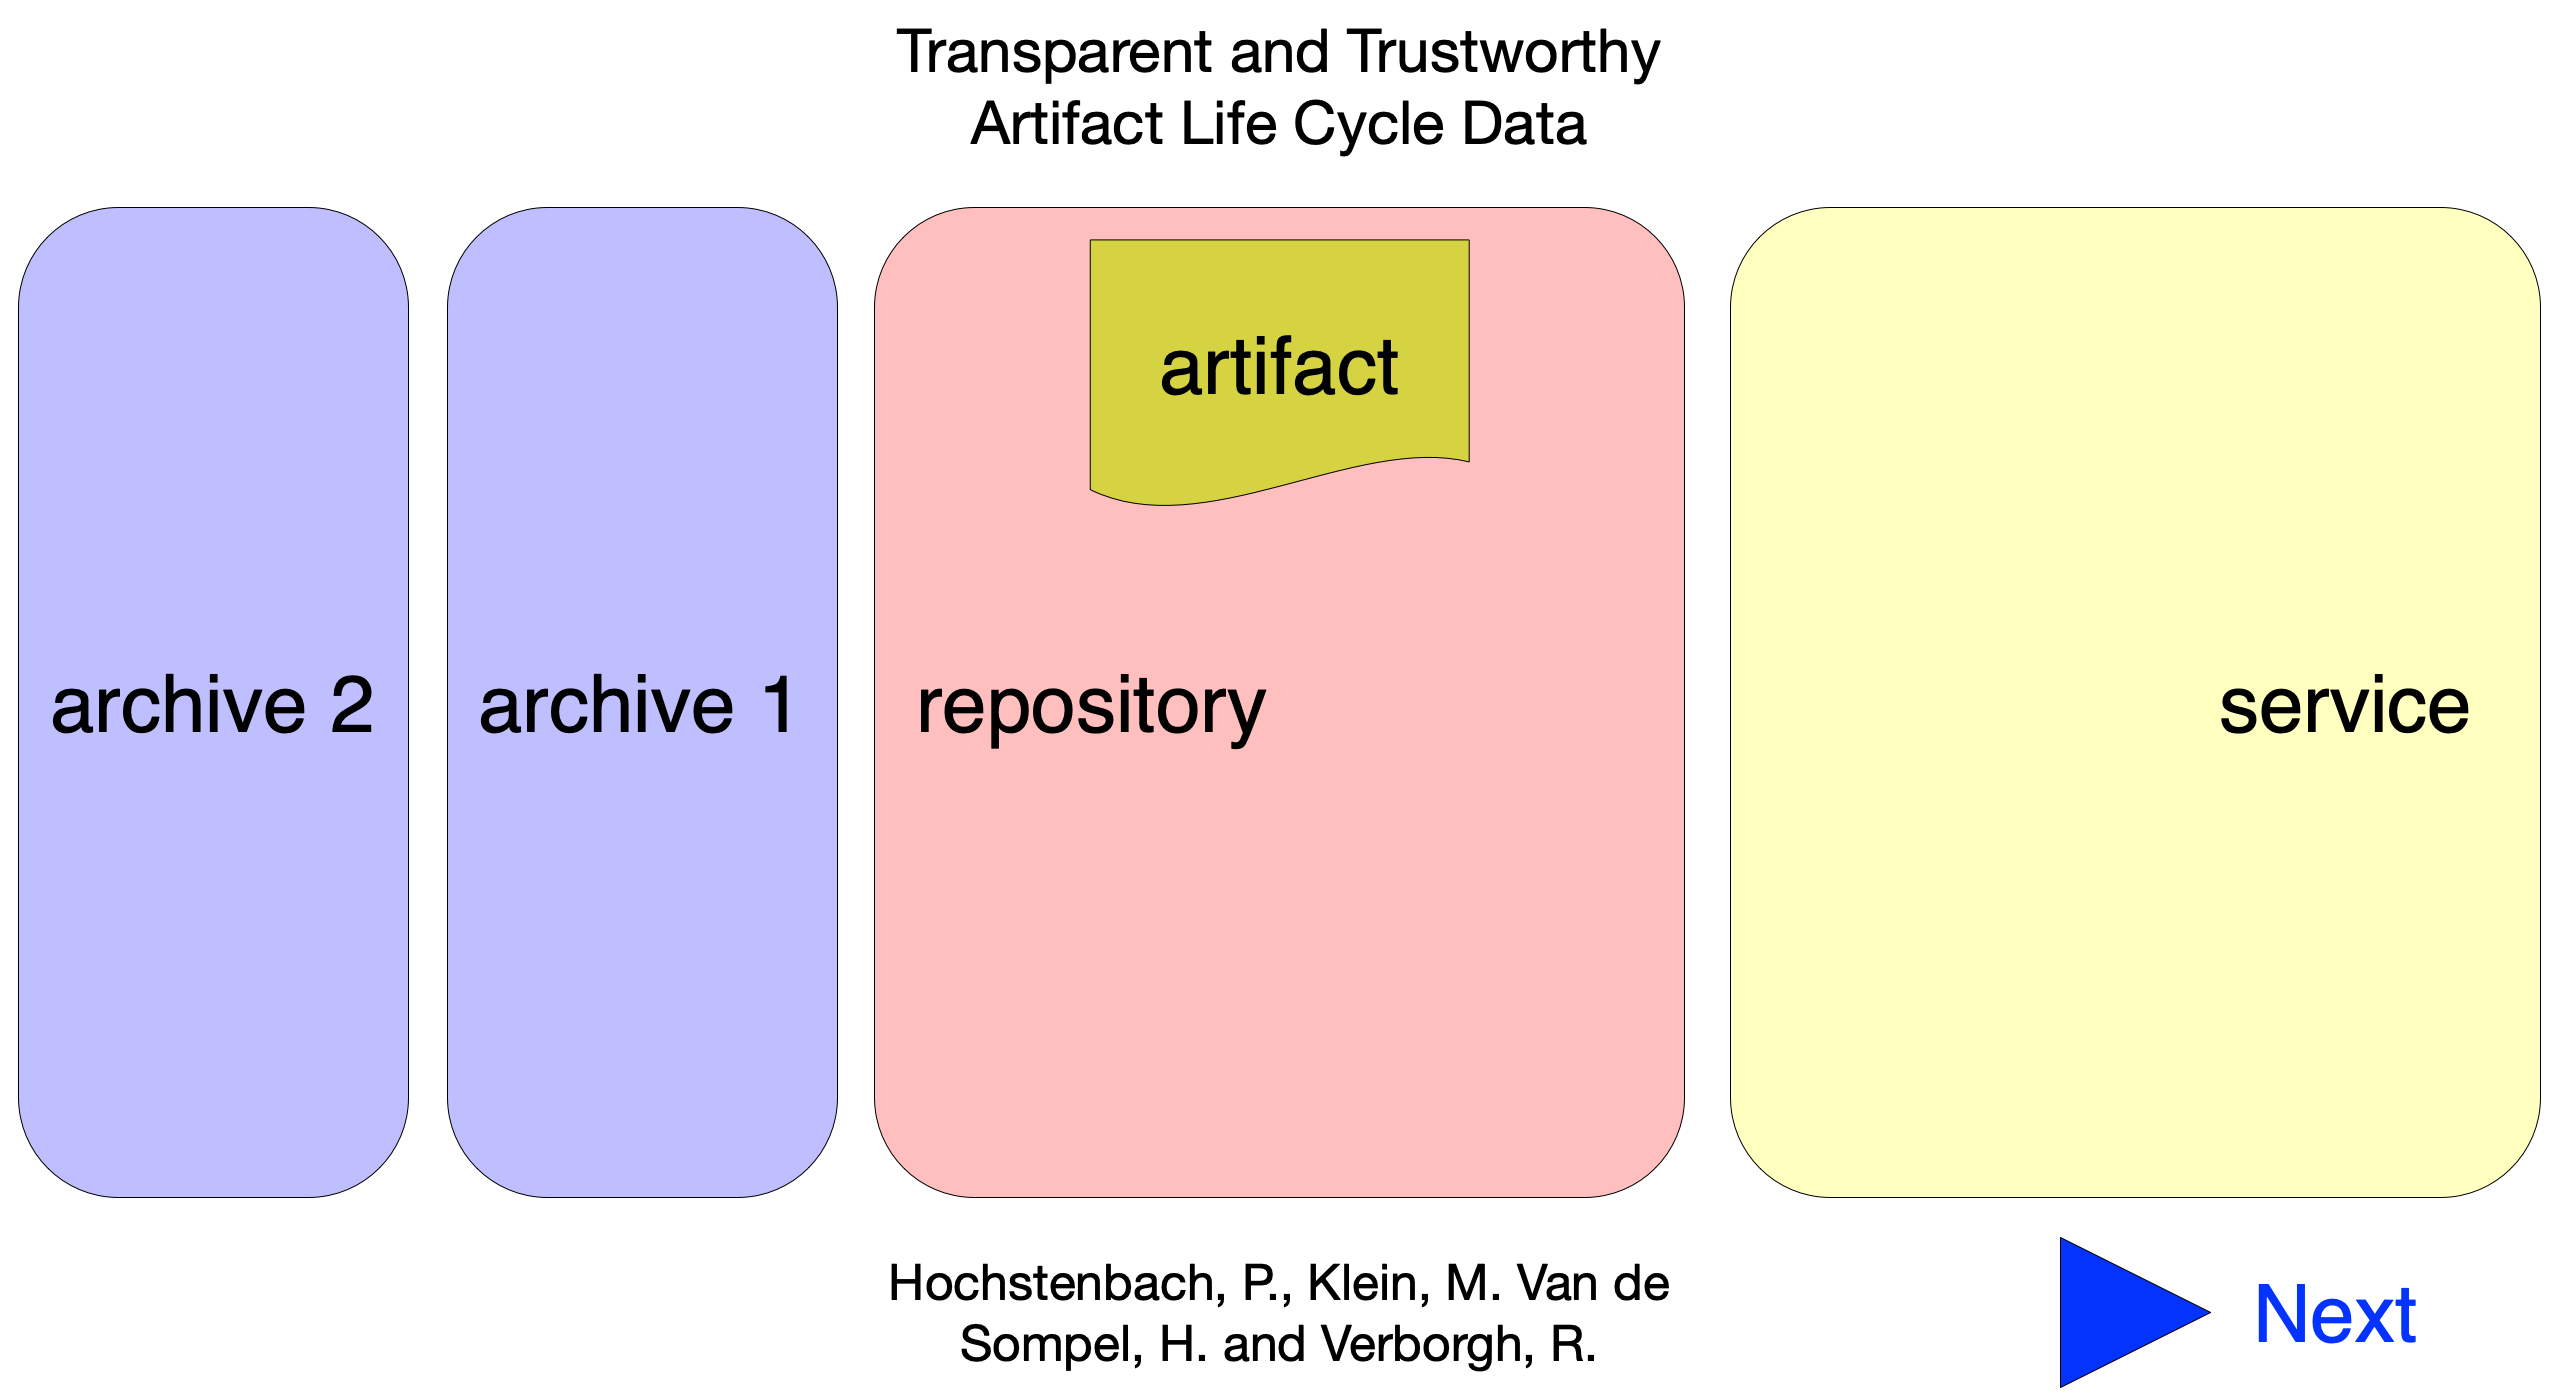 Transparent and Trustworthy
Artifact Life Cycle Data
artifact
archive 2
archive 1
repository
service
Hochstenbach, P., Klein, M. Van de
Sompel, H. and Verborgh, R.
Next